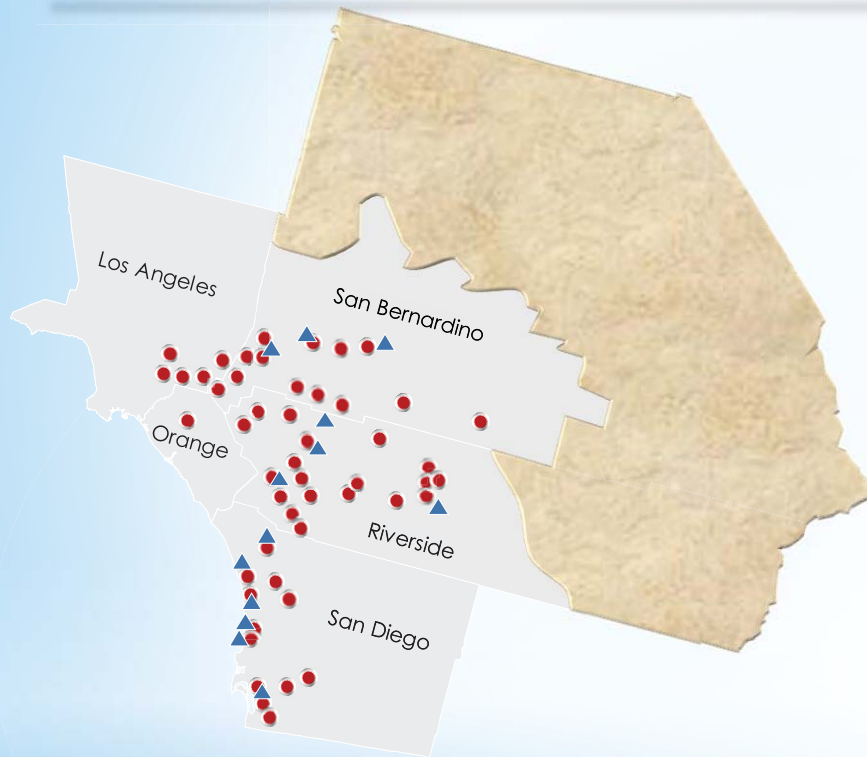 Los Angeles
San Bernardino
Orange
Riverside
San Diego